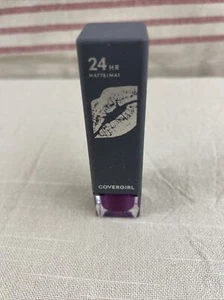 24 HR
MATTE/MAT
COVERGIRL